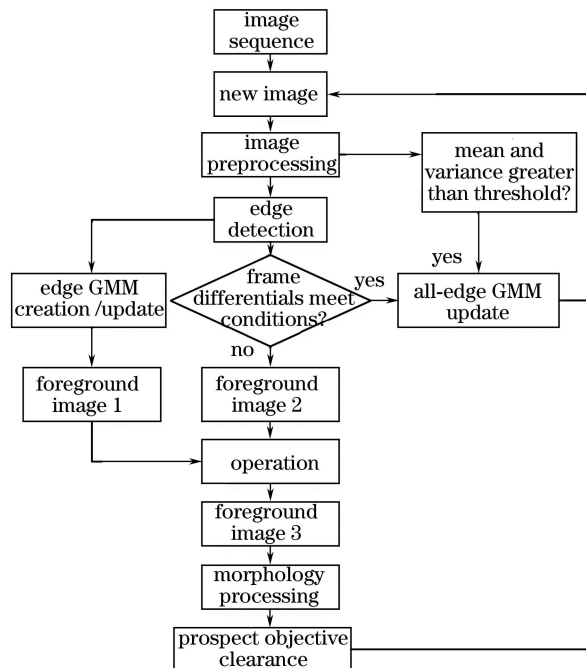 image
sequence
new image
image
preprocessing
mean and
variance greater
than threshold?
edge
detection
yes
edge GMM
creation /update
frame
differentials meet
conditions?
yes
all-edge GMM
update
no
foreground
image 1
foreground
image 2
operation
foreground
image 3
morphology
processing
prospect objective
clearance